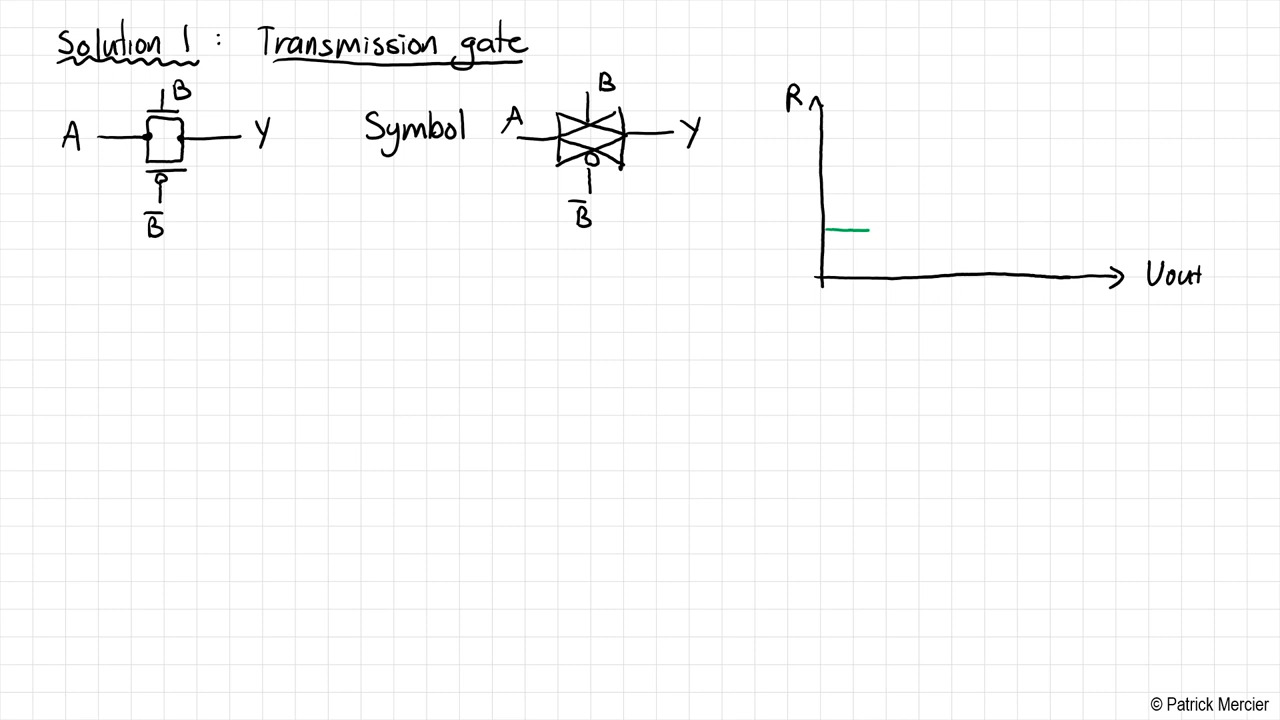 Solution 1 : Transmission gate
B
A
Y
B̅
Symbol
B
A
Y
B̅
R
Vout
© Patrick Mercier